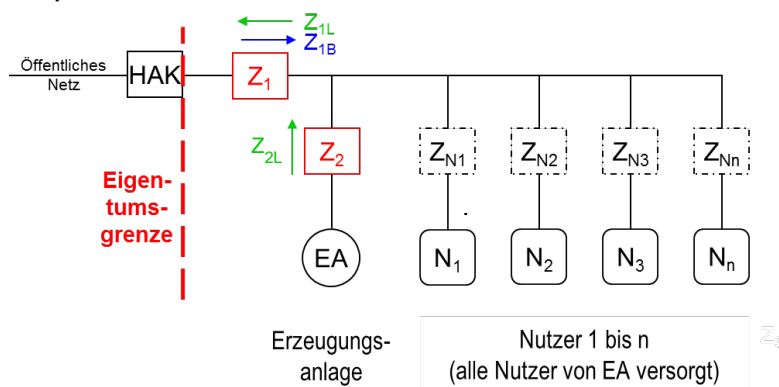 Z1L
Z1B
Öffentliches
Netz
HAK
Z1
Z2L
Z2
ZN1
ZN2
ZN3
ZNn
Eigen-
tums-
grenze
EA
N1
N2
N3
Nn
Erzeugungs-
anlage
Nutzer 1 bis n
(alle Nutzer von EA versorgt)